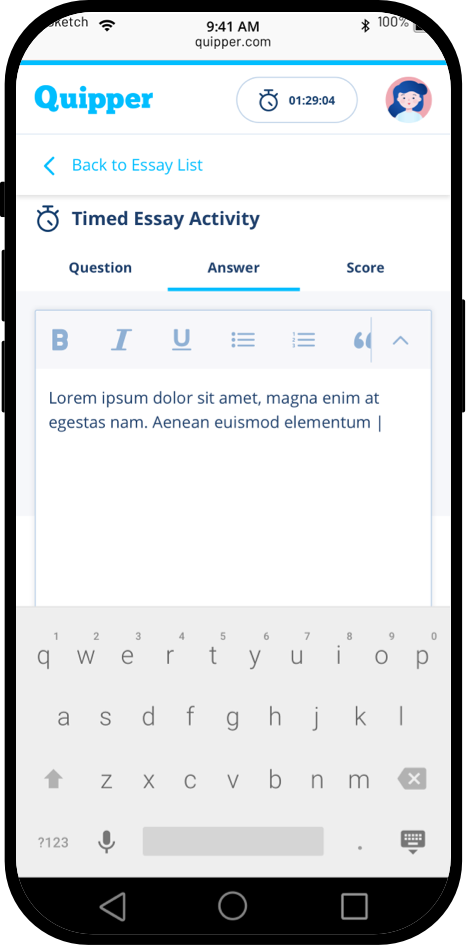 9:41 AM
100%
quipper.com
Quipper
01:29:04
Back to Essay List
Timed Essay Activity
Question Answer Score
B I U
Lorem ipsum dolor sit amet, magna enim at
egestas nam. Aenean euismod elementum |
1 2 3 4 5 6 7 8 9 0
q w e r t y u i o p
a s d f g h j k l
z x c v b n m
?123 .